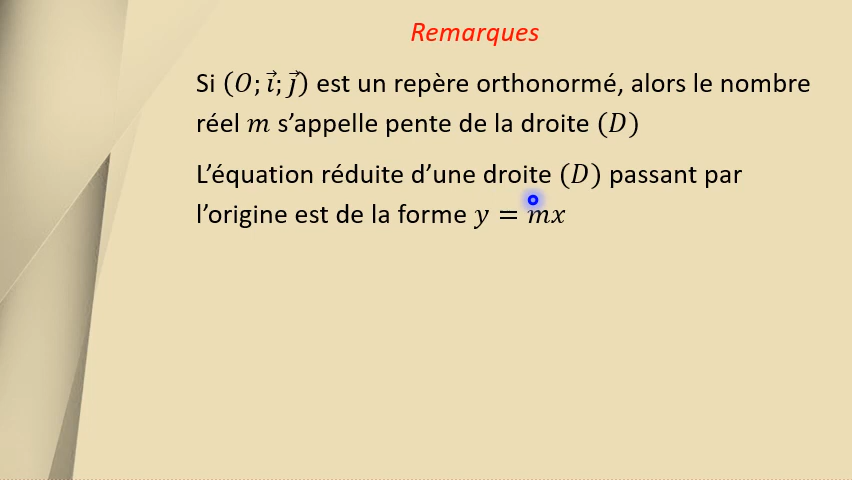 Remarques
Si (O; i⃗; j⃗) est un repère orthonormé, alors le nombre
réel m s’appelle pente de la droite (D)
L’équation réduite d’une droite (D) passant par
l’origine est de la forme y = mx